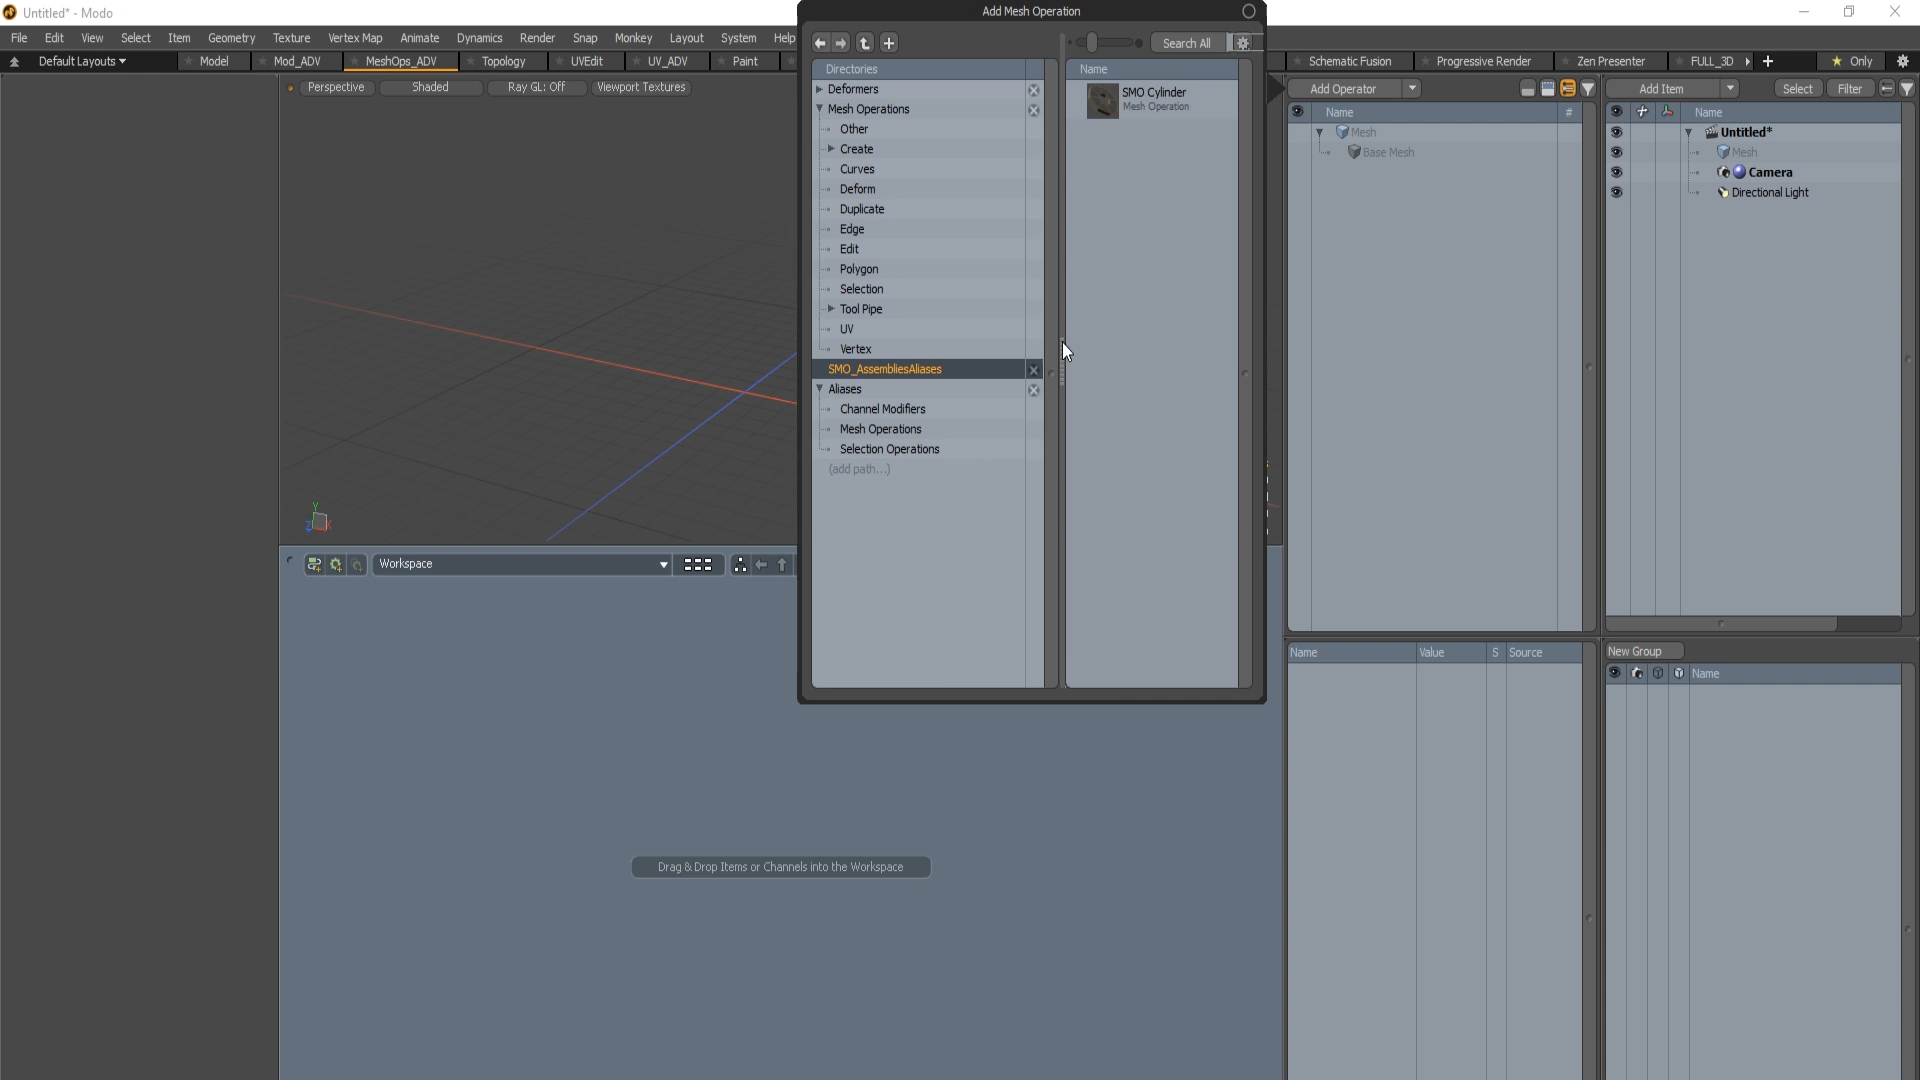 Untitled* - Modo
Add Mesh Operation
File Edit View Select Item Geometry Texture Vertex Map Animate Dynamics Render Snap Monkey Layout System Help
Search All
Default Layouts Model Mod_ADV MeshOps_ADV Topology UVEdit UV_ADV Paint
Schematic Fusion Progressive Render Zen Presenter FULL_3D Only
Perspective Shaded Ray GL: Off Viewport Textures
Directories
Deformers
Mesh Operations
Other
Create
Curves
Deform
Duplicate
Edge
Edit
Polygon
Selection
Tool Pipe
UV
Vertex
SMO_AssembliesAliases
Aliases
Channel Modifiers
Mesh Operations
Selection Operations
(add path...)
Name
SMO Cylinder
Mesh Operation
Add Operator
Name #
Mesh
Base Mesh
Add Item Select Filter
Name
Untitled*
Mesh
Camera
Directional Light
Y
Z X
Workspace
Drag & Drop Items or Channels into the Workspace
Name Value S Source
New Group
Name